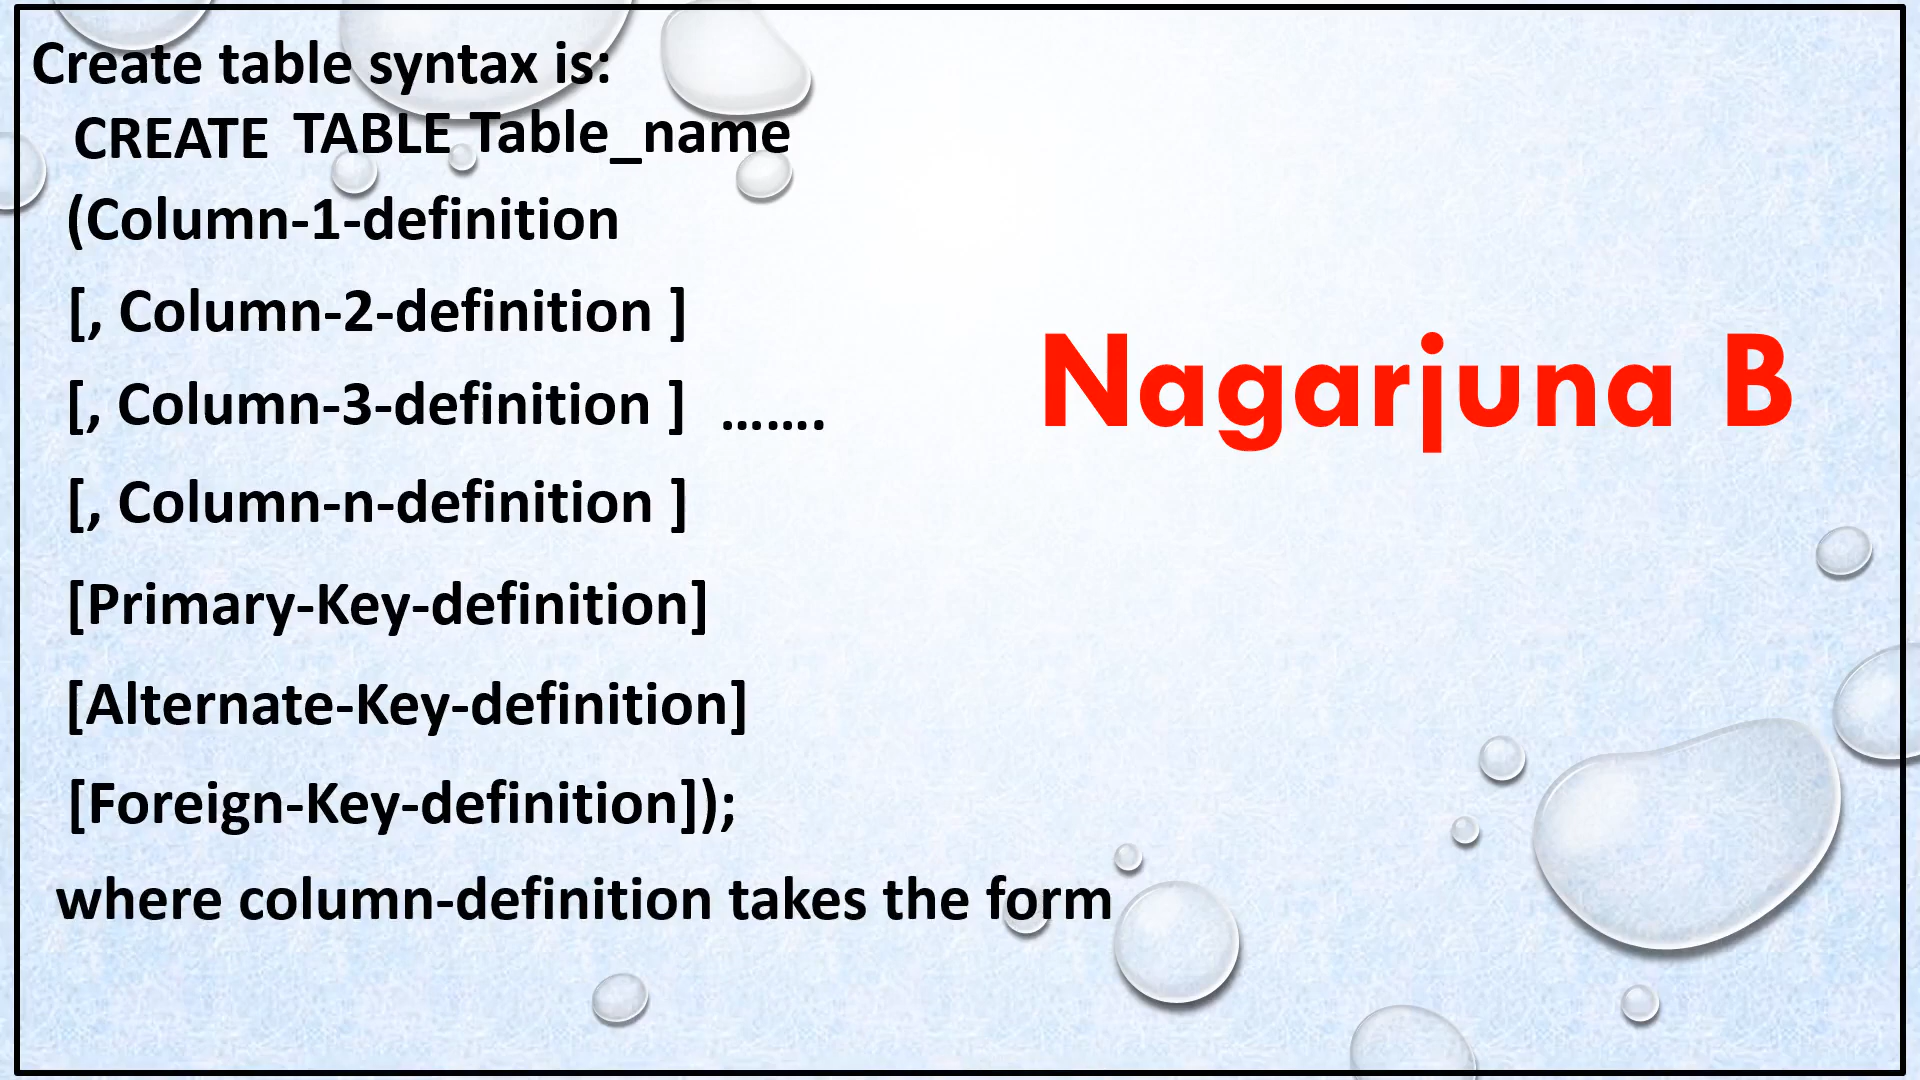 Create table syntax is:
CREATE TABLE Table_name
(Column-1-definition
[, Column-2-definition ]
[, Column-3-definition ] .......
[, Column-n-definition ]
[Primary-Key-definition]
[Alternate-Key-definition]
[Foreign-Key-definition]);
where column-definition takes the form
Nagarjuna B